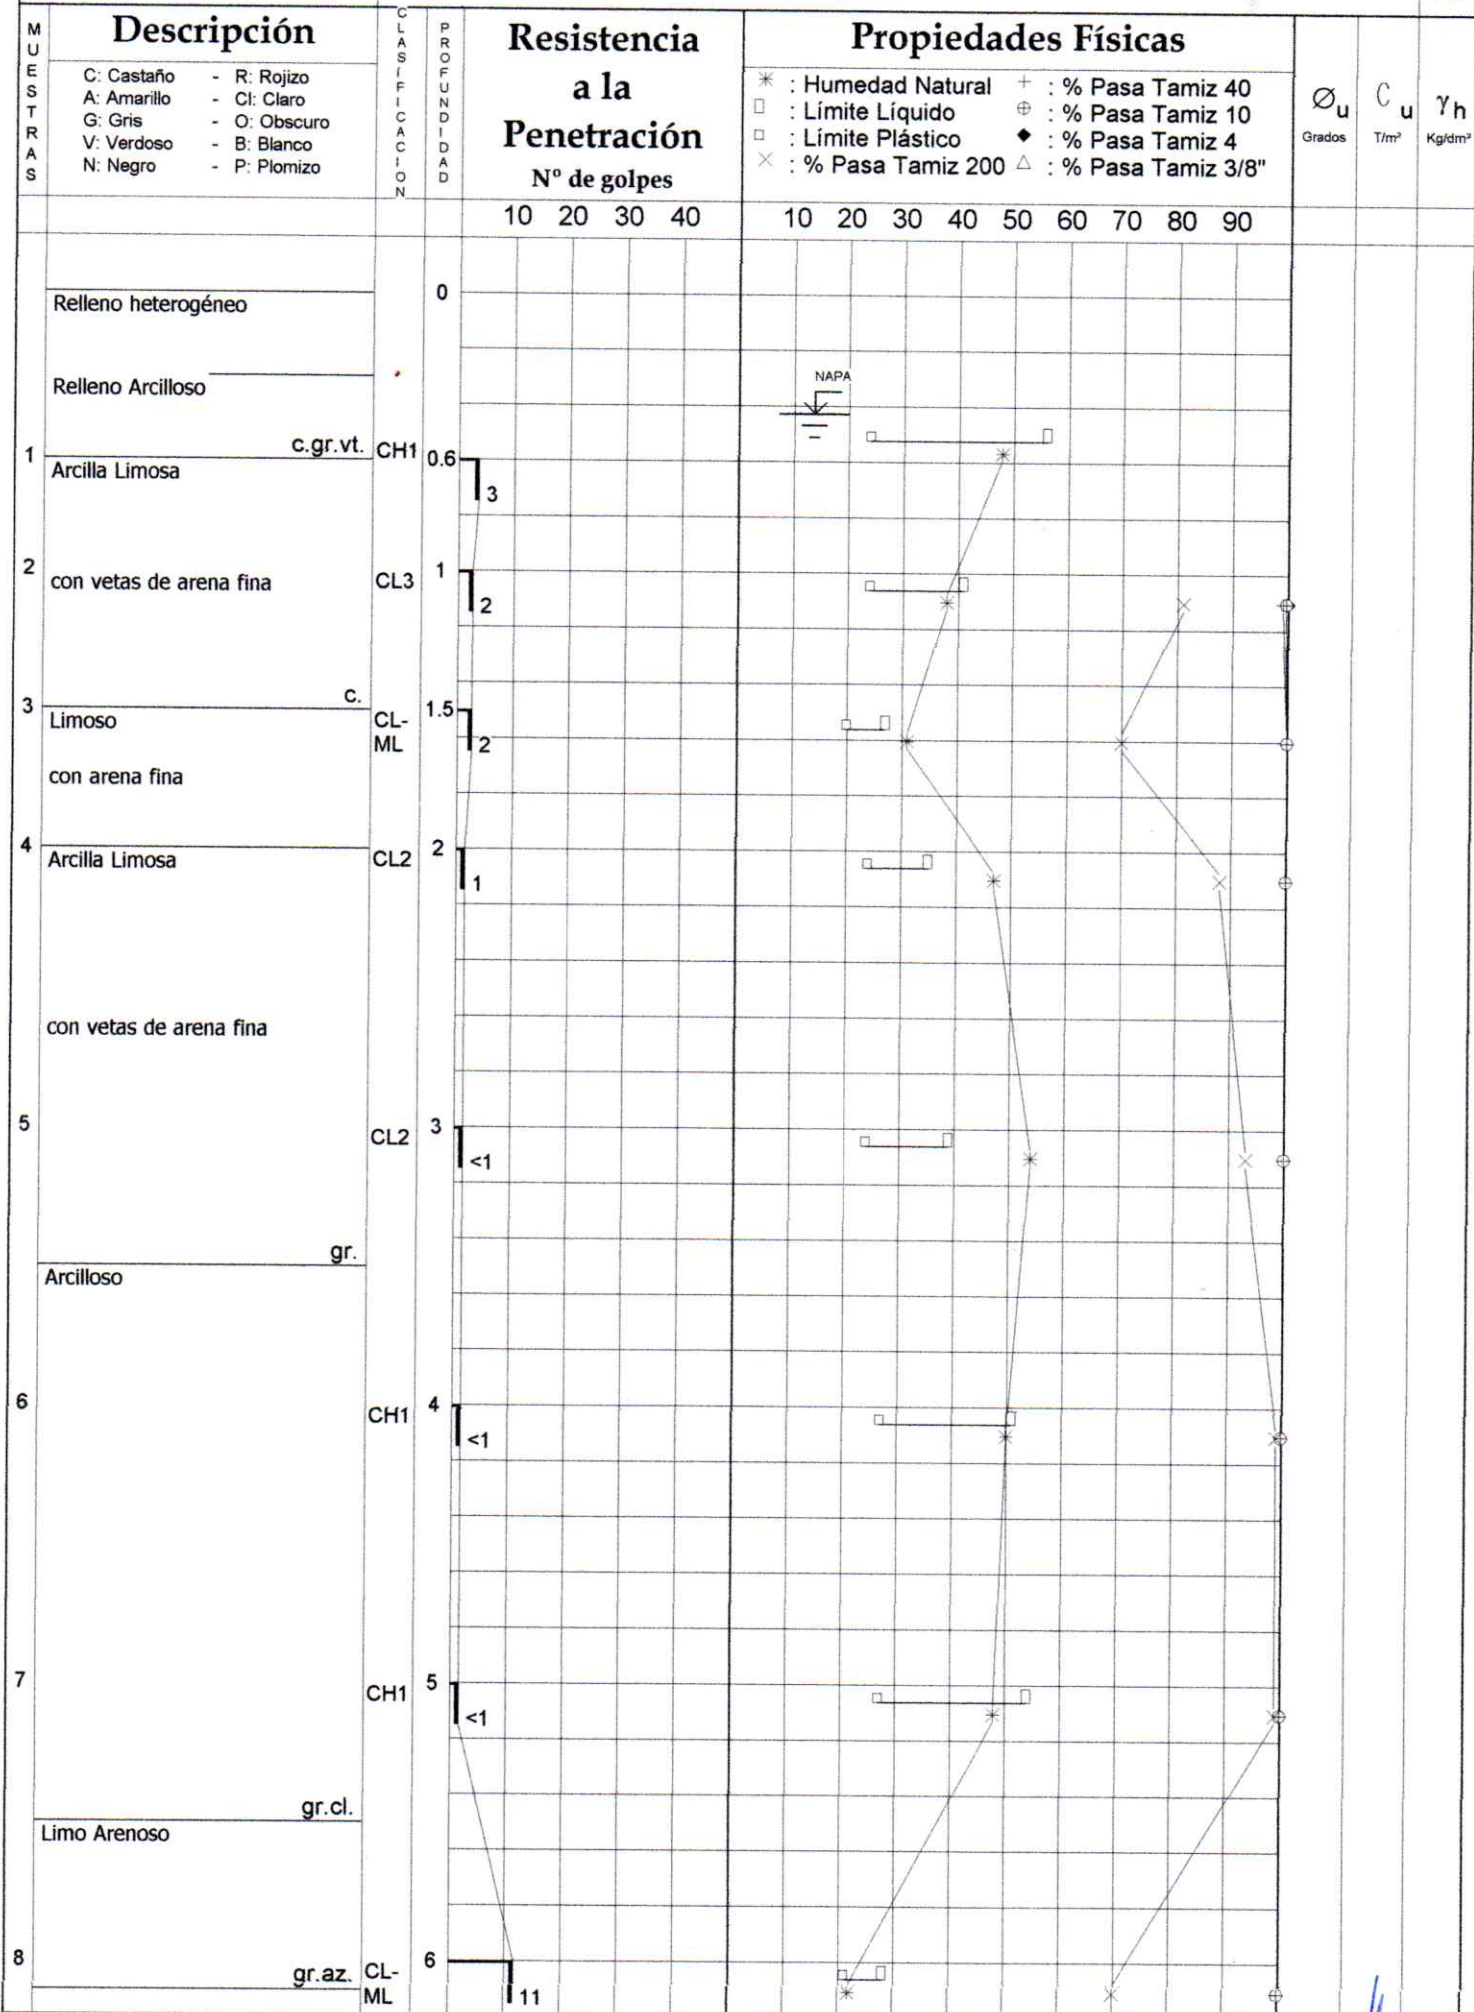 MUESTRAS
Descripción
C: Castaño - R: Rojizo
A: Amarillo - Cl: Claro
G: Gris - O: Obscuro
V: Verdoso - B: Blanco
N: Negro - P: Plomizo
CLASIFICACION
PROFUNDIDAD
Resistencia
a la
Penetración
Nº de golpes
Propiedades Físicas
: Humedad Natural : % Pasa Tamiz 40
: Límite Líquido : % Pasa Tamiz 10
: Límite Plástico : % Pasa Tamiz 4
: % Pasa Tamiz 200 : % Pasa Tamiz 3/8"
Øu Cu γh
Grados T/m² Kg/dm³
10 20 30 40 10 20 30 40 50 60 70 80 90
0
Relleno heterogéneo
NAPA
Relleno Arcilloso
1 c.gr.vt. CH1 0.6
Arcilla Limosa
3
2 con vetas de arena fina CL3 1
2
c.
3 Limoso CL- 1.5
ML 2
con arena fina
4 Arcilla Limosa CL2 2
1
con vetas de arena fina
5 CL2 3
<1
gr.
Arcilloso
6 CH1 4
<1
7 CH1 5
<1
gr.cl.
Limo Arenoso
8 gr.az. CL- 6
ML 11